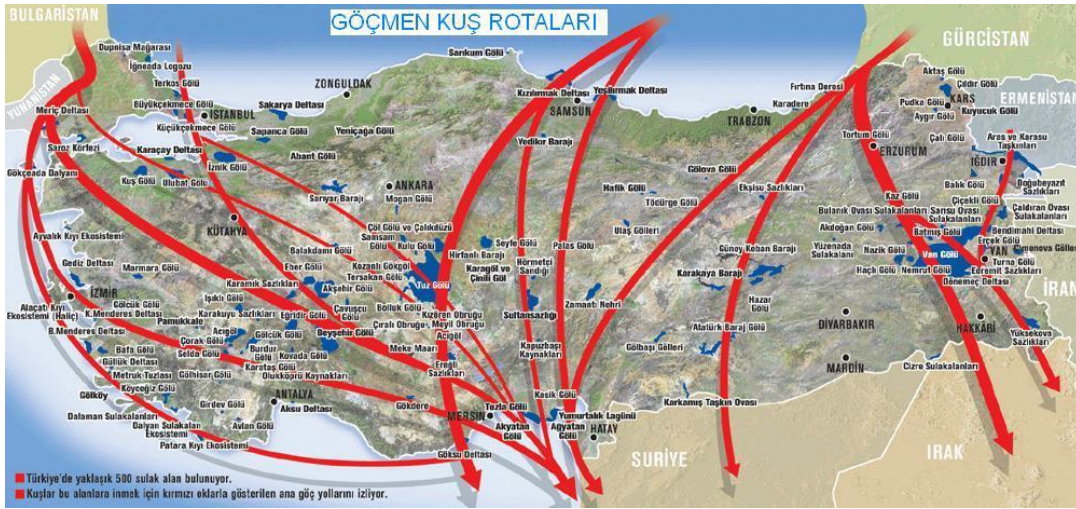 GÖÇMEN KUŞ ROTALARI
BULGARİSTAN
YUNANİSTAN
GÜRCİSTAN
ERMENİSTAN
İRAN
IRAK
SURİYE
Dupnisa Mağarası
İğneada Logozu
Terkos Gölü
Büyükçekmece Gölü
İSTANBUL
Küçükçekmece Gölü
Meriç Deltası
Saroz Körfezi
Gökçeada Dalyanı
Karaçay Deltası
Kuş Gölü
Ulubat Gölü
İznik Gölü
Sapanca Gölü
Sakarya Deltası
ZONGULDAK
Yeniçağa Gölü
Abant Gölü
Sarıkum Gölü
Kızılırmak Deltası
Yeşilırmak Deltası
SAMSUN
Yedikır Barajı
TRABZON
Karadere
Fırtına Deresi
Aktaş Gölü
Çıldır Gölü
Pudka Gölü
KARS
Kuyucuk Gölü
Aygır Gölü
Tortum Gölü
Çalı Gölü
ERZURUM
Aras ve Karasu
Taşkınları
IĞDIR
Balık Gölü
Doğubeyazıt
Sazlıkları
Çiçekli Gölü
Çaldıran Ovası
Sulakalanları
Kaz Gölü
Bulanık Ovası
Sulakalanları
Sarısu Ovası
Sulakalanları
Akdoğan Gölü
Batmış Gölü
Bendimahi Deltası
Nazik Gölü
Van Gölü
Erçek Gölü
VAN
Turna Gölü
Edremit Sazlıkları
Haçlı Gölü
Nemrut Gölü
Dönemeç Deltası
Yüzenada
Sulakalanları
HAKKÂRİ
Yüksekova
Sazlıkları
Cizre Sulakalanları
ANKARA
Mogan Gölü
Sarıyar Barajı
KÜTAHYA
Çöl Gölü ve Çalıkdüzü
Samsam
Gölü
Kulu Gölü
Balakdamı Gölü
Kozanlı Gökgöl
Tersakan Gölü
Tuz Gölü
Hirfanlı Barajı
Seyfe Gölü
Karagöl ve
Çinili Göl
Hörmetçi
Sazlığı
Palas Gölü
Sultansazlığı
Zamantı Nehri
Kapuzbaşı
Kaynakları
Hafik Gölü
Tödürge Gölü
Ulaş Gölleri
Gölova Gölü
Ekşisu Sazlıkları
Güney Keban Barajı
Karakaya Barajı
Hazar
Gölü
Atatürk Baraj Gölü
Gölbaşı Gölleri
DİYARBAKIR
MARDİN
Karkamış Taşkın Ovası
Ayvalık Kıyı Ekosistemi
Gediz Deltası
Marmara Gölü
İZMİR
Alaçatı Kıyı
Ekosistemi (Haliç)
Gölcük Gölü
K.Menderes Deltası
B.Menderes Deltası
Pamukkale
Işıklı Gölü
Karamık Sazlıkları
Karakuyu Sazlıkları
Eber Gölü
Akşehir Gölü
Eğridir Gölü
Çavuşcu
Gölü
Bolluk Gölü
Beyşehir Gölü
Kızören Obruğu
Çıralı Obruğu
Meyil Obruğu
Acıgöl
Meke Maarı
Ereğli
Sazlıkları
Acıgöl
Çorak Gölü
Selda Gölü
Gölcük Gölü
Burdur
Gölü
Kovada Gölü
Karataş Gölü
Olukköprü Kaynakları
Bafa Gölü
Güllük Deltası
Metruk Tuzlası
Gölhisar Gölü
Köyceğiz Gölü
Gölköy
Girdev Gölü
Avlan Gölü
ANTALYA
Aksu Deltası
Dalaman Sulakalanları
Dalyan Sulakalan
Ekosistemi
Patara Kıyı Ekosistemi
Gökdere
MERSİN
Tuzla Gölü
Akyatan
Gölü
Göksu Deltası
Kesik Gölü
Yumurtalık Lagünü
Ağyatan
Gölü
HATAY
Türkiye'de yaklaşık 500 sulak alan bulunuyor.
Kuşlar bu alanlara inmek için kırmızı oklarla gösterilen ana göç yollarını izliyor.